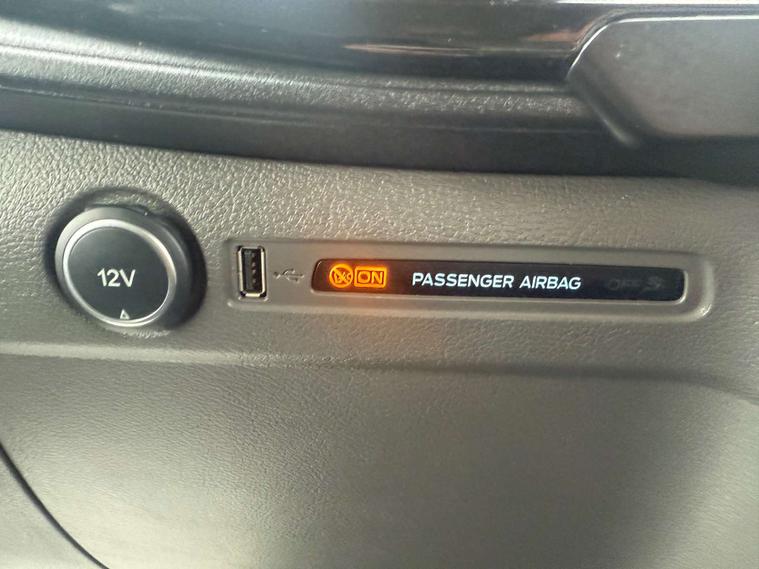 12V
ON PASSENGER AIRBAG OFF